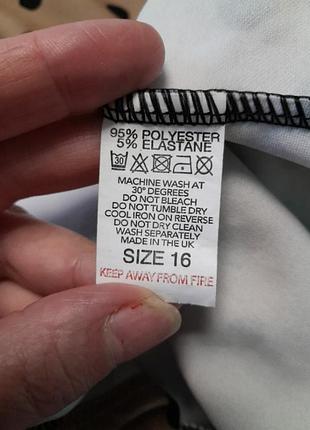 95% POLYESTER
5% ELASTANE
30
MACHINE WASH AT
30° DEGREES
DO NOT BLEACH
DO NOT TUMBLE DRY
COOL IRON ON REVERSE
DO NOT DRY CLEAN
WASH SEPARATELY
MADE IN THE UK
SIZE 16
KEEP AWAY FROM FIRE